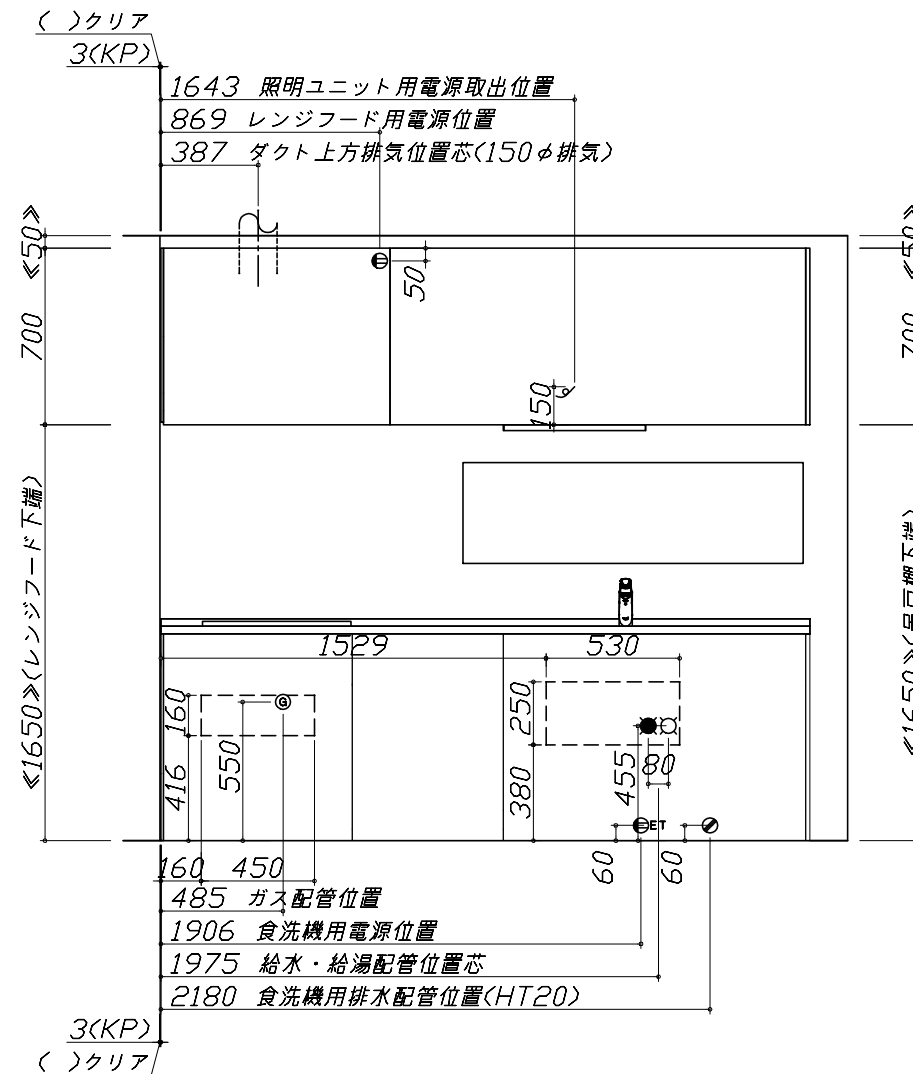 ( )クリア
3(KP)
1643 照明ユニット用電源取出位置
869 レンジフード用電源位置
387 ダクト上方排気位置芯(150φ排気)
≪50≫
≪50≫
50
700
700
150
≪1650≫(レンジフード下端)
≪1650≫(吊戸棚下端)
1529
530
160
G
250
550
416
380
455
80
ET
60
60
160
450
485 ガス配管位置
1906 食洗機用電源位置
1975 給水・給湯配管位置芯
2180 食洗機用排水配管位置(HT20)
3(KP)
( )クリア